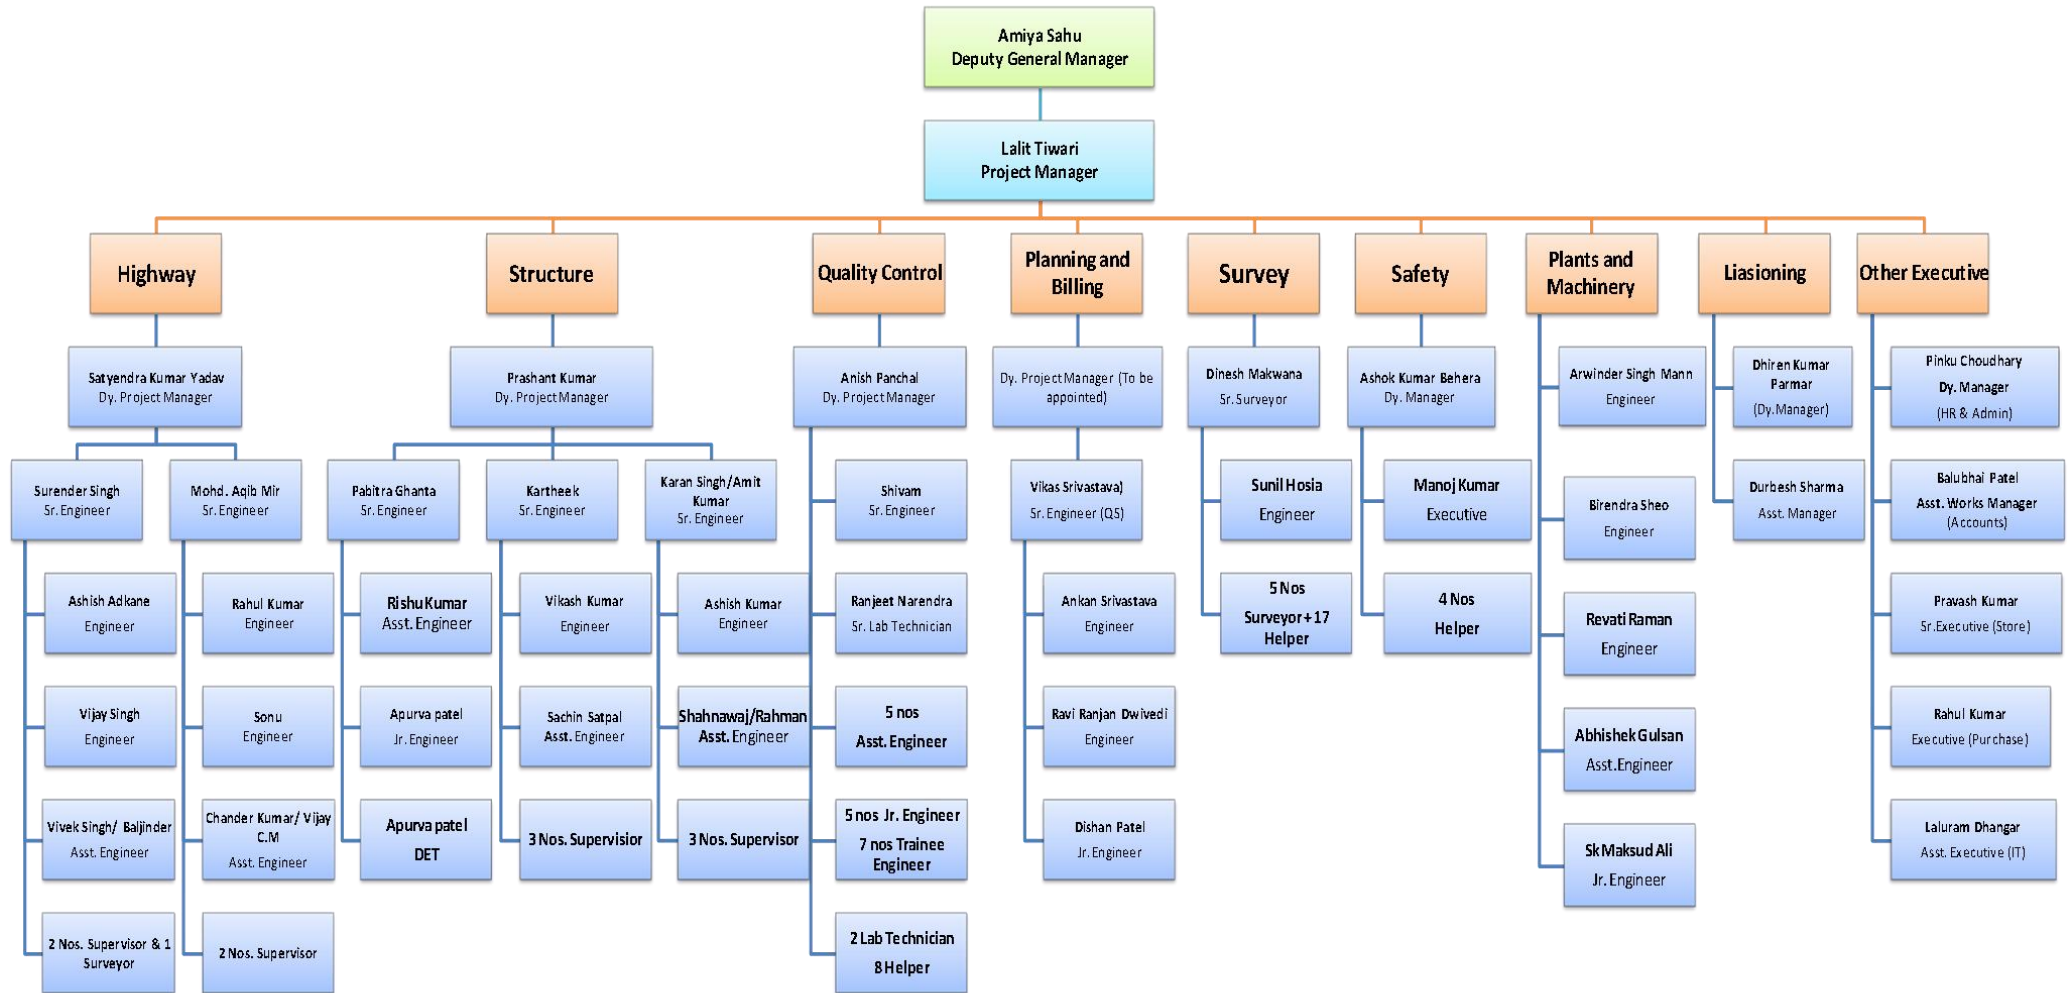 Amiya Sahu
Deputy General Manager
Lalit Tiwari
Project Manager
Highway
Structure
Quality Control
Planning and
Billing
Survey
Safety
Plants and
Machinery
Liasioning
Other Executive
Satyendra Kumar Yadav
Dy. Project Manager
Prashant Kumar
Dy. Project Manager
Anish Panchal
Dy. Project Manager
Dy. Project Manager (To be
appointed)
Dinesh Makwana
Sr. Surveyor
Ashok Kumar Behera
Dy. Manager
Arwinder Singh Mann
Engineer
Dhiren Kumar
Parmar
(Dy.Manager)
Pinku Choudhary
Dy. Manager
(HR & Admin)
Surender Singh
Sr. Engineer
Mohd. Aqib Mir
Sr. Engineer
Pabitra Ghanta
Sr. Engineer
Kartheek
Sr. Engineer
Karan Singh/Amit
Kumar
Sr. Engineer
Shivam
Sr. Engineer
Vikas Srivastava)
Sr. Engineer (QS)
Sunil Hosia
Engineer
Manoj Kumar
Executive
Birendra Sheo
Engineer
Durbesh Sharma
Asst. Manager
Balubhai Patel
Asst. Works Manager
(Accounts)
Ashish Adkane
Engineer
Rahul Kumar
Engineer
Rishu Kumar
Asst. Engineer
Vikash Kumar
Engineer
Ashish Kumar
Engineer
Ranjeet Narendra
Sr. Lab Technician
Ankan Srivastava
Engineer
5 Nos
Surveyor+ 17
Helper
4 Nos
Helper
Revati Raman
Engineer
Pravash Kumar
Sr.Executive (Store)
Vijay Singh
Engineer
Sonu
Engineer
Apurva patel
Jr. Engineer
Sachin Satpal
Asst. Engineer
Shahnawaj/Rahman
Asst. Engineer
5 nos
Asst. Engineer
Ravi Ranjan Dwivedi
Engineer
Abhishek Gulsan
Asst.Engineer
Rahul Kumar
Executive (Purchase)
Vivek Singh/ Baljinder
Asst. Engineer
Chander Kumar/ Vijay
C.M
Asst. Engineer
Apurva patel
DET
3 Nos. Supervisior
3 Nos. Supervisor
5 nos Jr. Engineer
7 nos Trainee
Engineer
Dishan Patel
Jr. Engineer
Sk Maksud Ali
Jr. Engineer
Laluram Dhangar
Asst. Executive (IT)
2 Nos. Supervisor & 1
Surveyor
2 Nos. Supervisor
2 Lab Technician
8 Helper